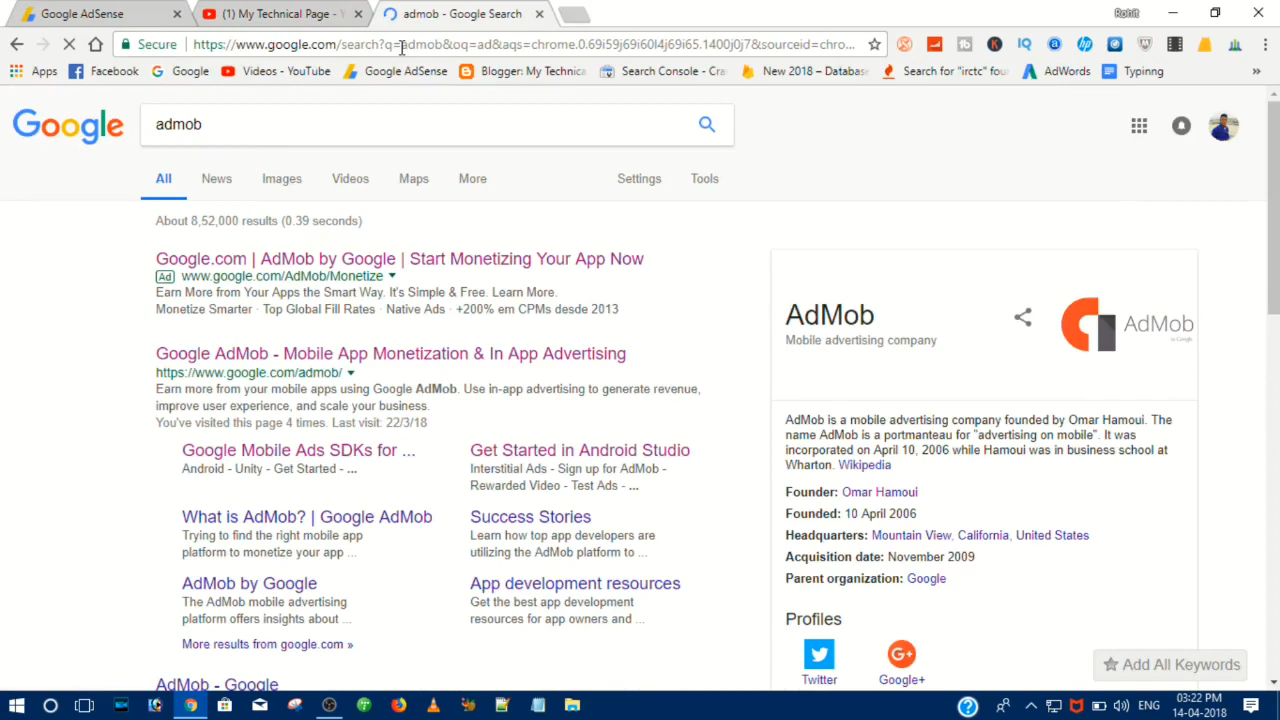 Google AdSense
(1) My Technical Page - Y
admob - Google Search
Rohit
Secure
https://www.google.com/search?q=admob&oq=ad&aqs=chrome.0.69i59j69i60l4j69i65.1400j0j7&sourceid=chro...
Apps
Facebook
Google
Videos - YouTube
Google AdSense
Blogger: My Technica
Search Console - Cra
New 2018 – Databas
Search for "irctc" fou
AdWords
Typinng
»
Google
admob
All
News
Images
Videos
Maps
More
Settings
Tools
About 8,52,000 results (0.39 seconds)
Google.com | AdMob by Google | Start Monetizing Your App Now
Ad www.google.com/AdMob/Monetize
Earn More from Your Apps the Smart Way. It's Simple & Free. Learn More.
Monetize Smarter · Top Global Fill Rates · Native Ads · +200% em CPMs desde 2013
Google AdMob - Mobile App Monetization & In App Advertising
https://www.google.com/admob/
Earn more from your mobile apps using Google AdMob. Use in-app advertising to generate revenue,
improve user experience, and scale your business.
You've visited this page 4 times. Last visit: 22/3/18
Google Mobile Ads SDKs for ...
Android - Unity - Get Started - ...
Get Started in Android Studio
Interstitial Ads - Sign up for AdMob -
Rewarded Video - Test Ads - ...
What is AdMob? | Google AdMob
Trying to find the right mobile app
platform to monetize your app ...
Success Stories
Learn how top app developers are
utilizing the AdMob platform to ...
AdMob by Google
The AdMob mobile advertising
platform offers insights about ...
App development resources
Get the best app development
resources for app owners and ...
More results from google.com »
AdMob - Google
AdMob
Mobile advertising company
AdMob
by Google
AdMob is a mobile advertising company founded by Omar Hamoui. The
name AdMob is a portmanteau for "advertising on mobile". It was
incorporated on April 10, 2006 while Hamoui was in business school at
Wharton. Wikipedia
Founder: Omar Hamoui
Founded: 10 April 2006
Headquarters: Mountain View, California, United States
Acquisition date: November 2009
Parent organization: Google
Profiles
Twitter
Google+
Add All Keywords
ENG
03:22 PM
14-04-2018